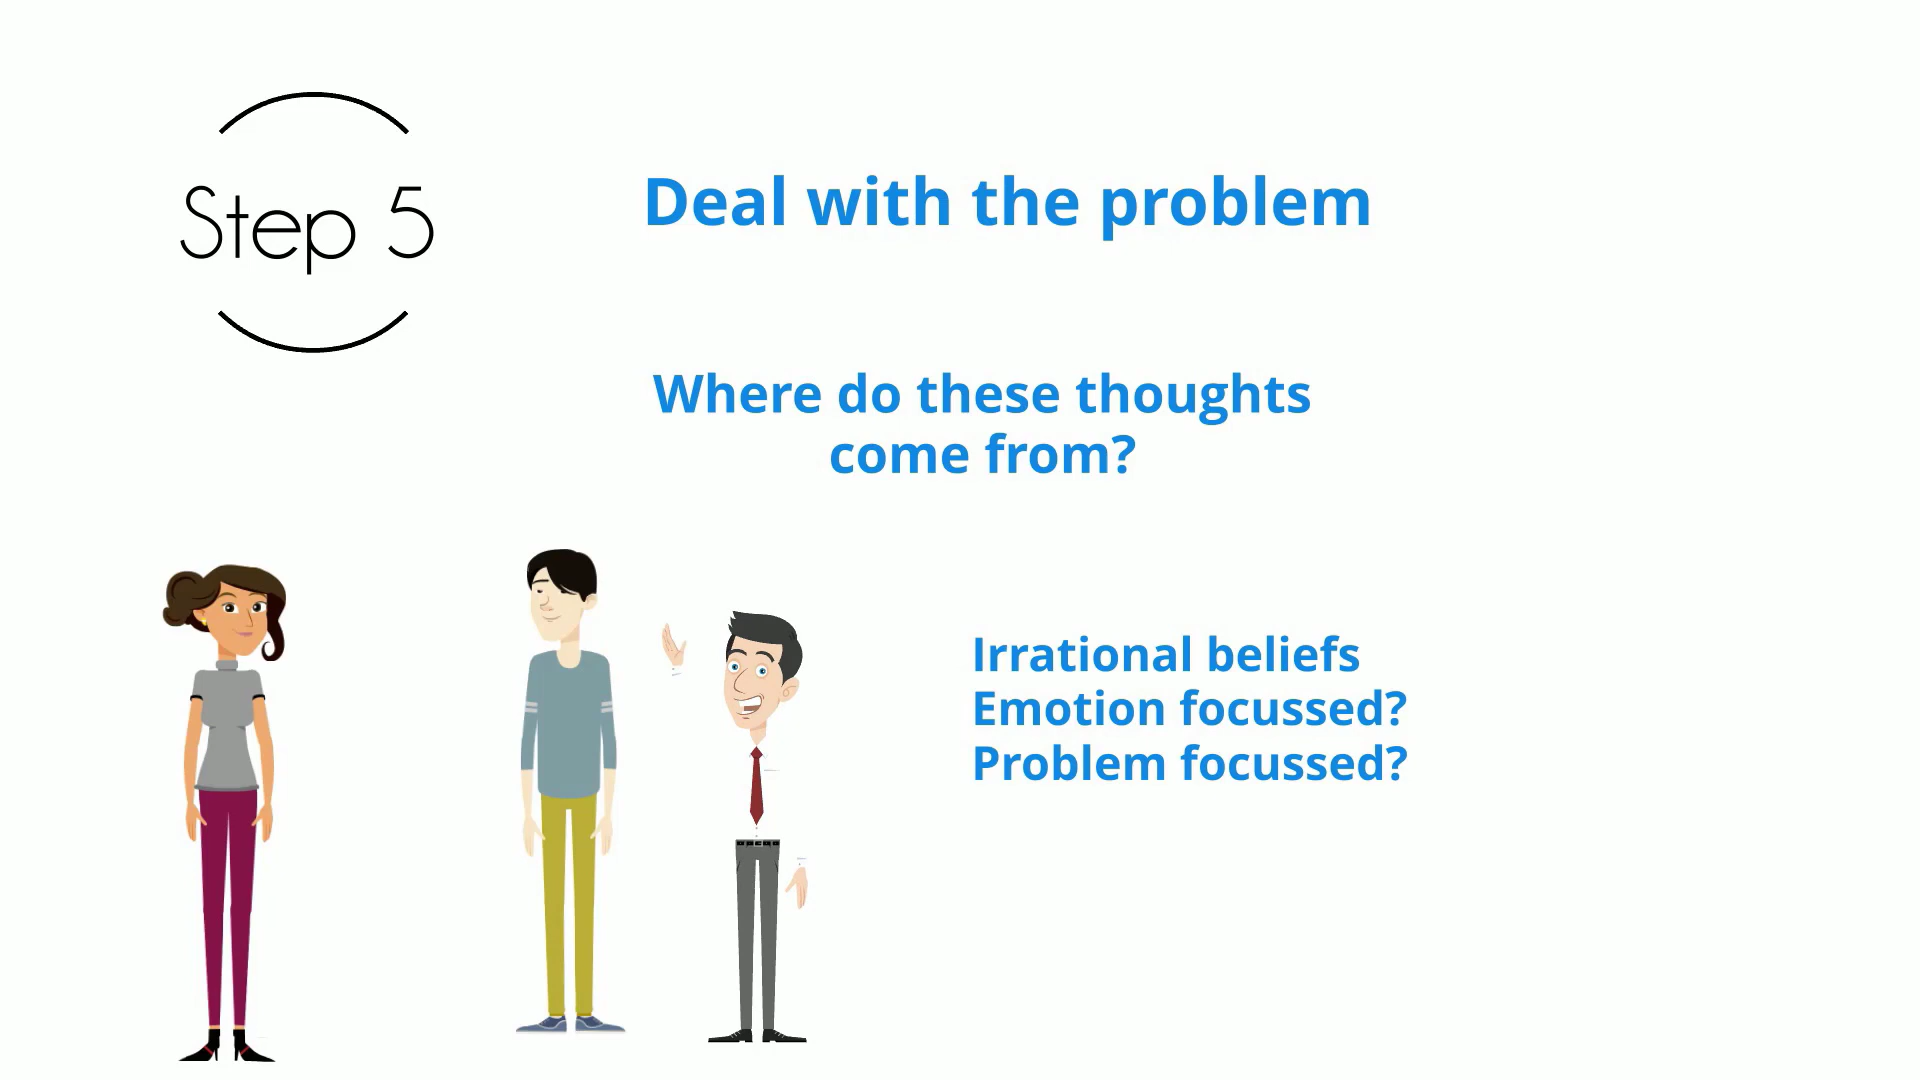 Step 5
Deal with the problem
Where do these thoughts
come from?
Irrational beliefs
Emotion focussed?
Problem focussed?